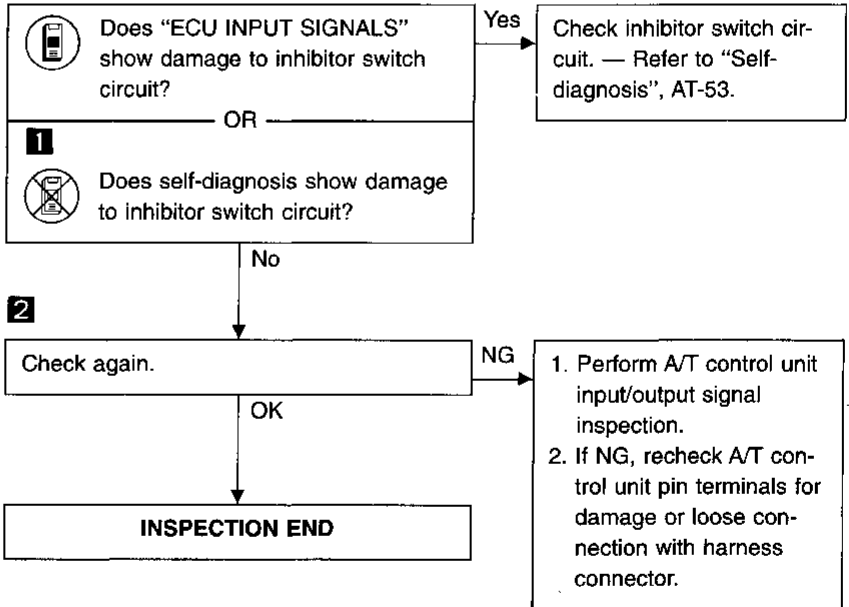 Does “ECU INPUT SIGNALS”
show damage to inhibitor switch
circuit?
Yes
Check inhibitor switch cir-
cuit. — Refer to “Self-
diagnosis”, AT-53.
OR
1
Does self-diagnosis show damage
to inhibitor switch circuit?
No
2
Check again.
NG
1. Perform A/T control unit
input/output signal
inspection.
2. If NG, recheck A/T con-
trol unit pin terminals for
damage or loose con-
nection with harness
connector.
OK
INSPECTION END